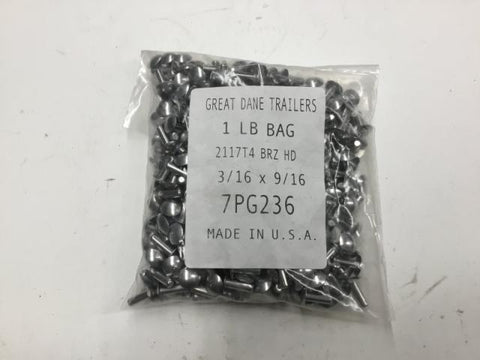 GREAT DANE TRAILERS
1 LB BAG
2117T4 BRZ HD
3/16 x 9/16
7PG236
MADE IN U.S.A.